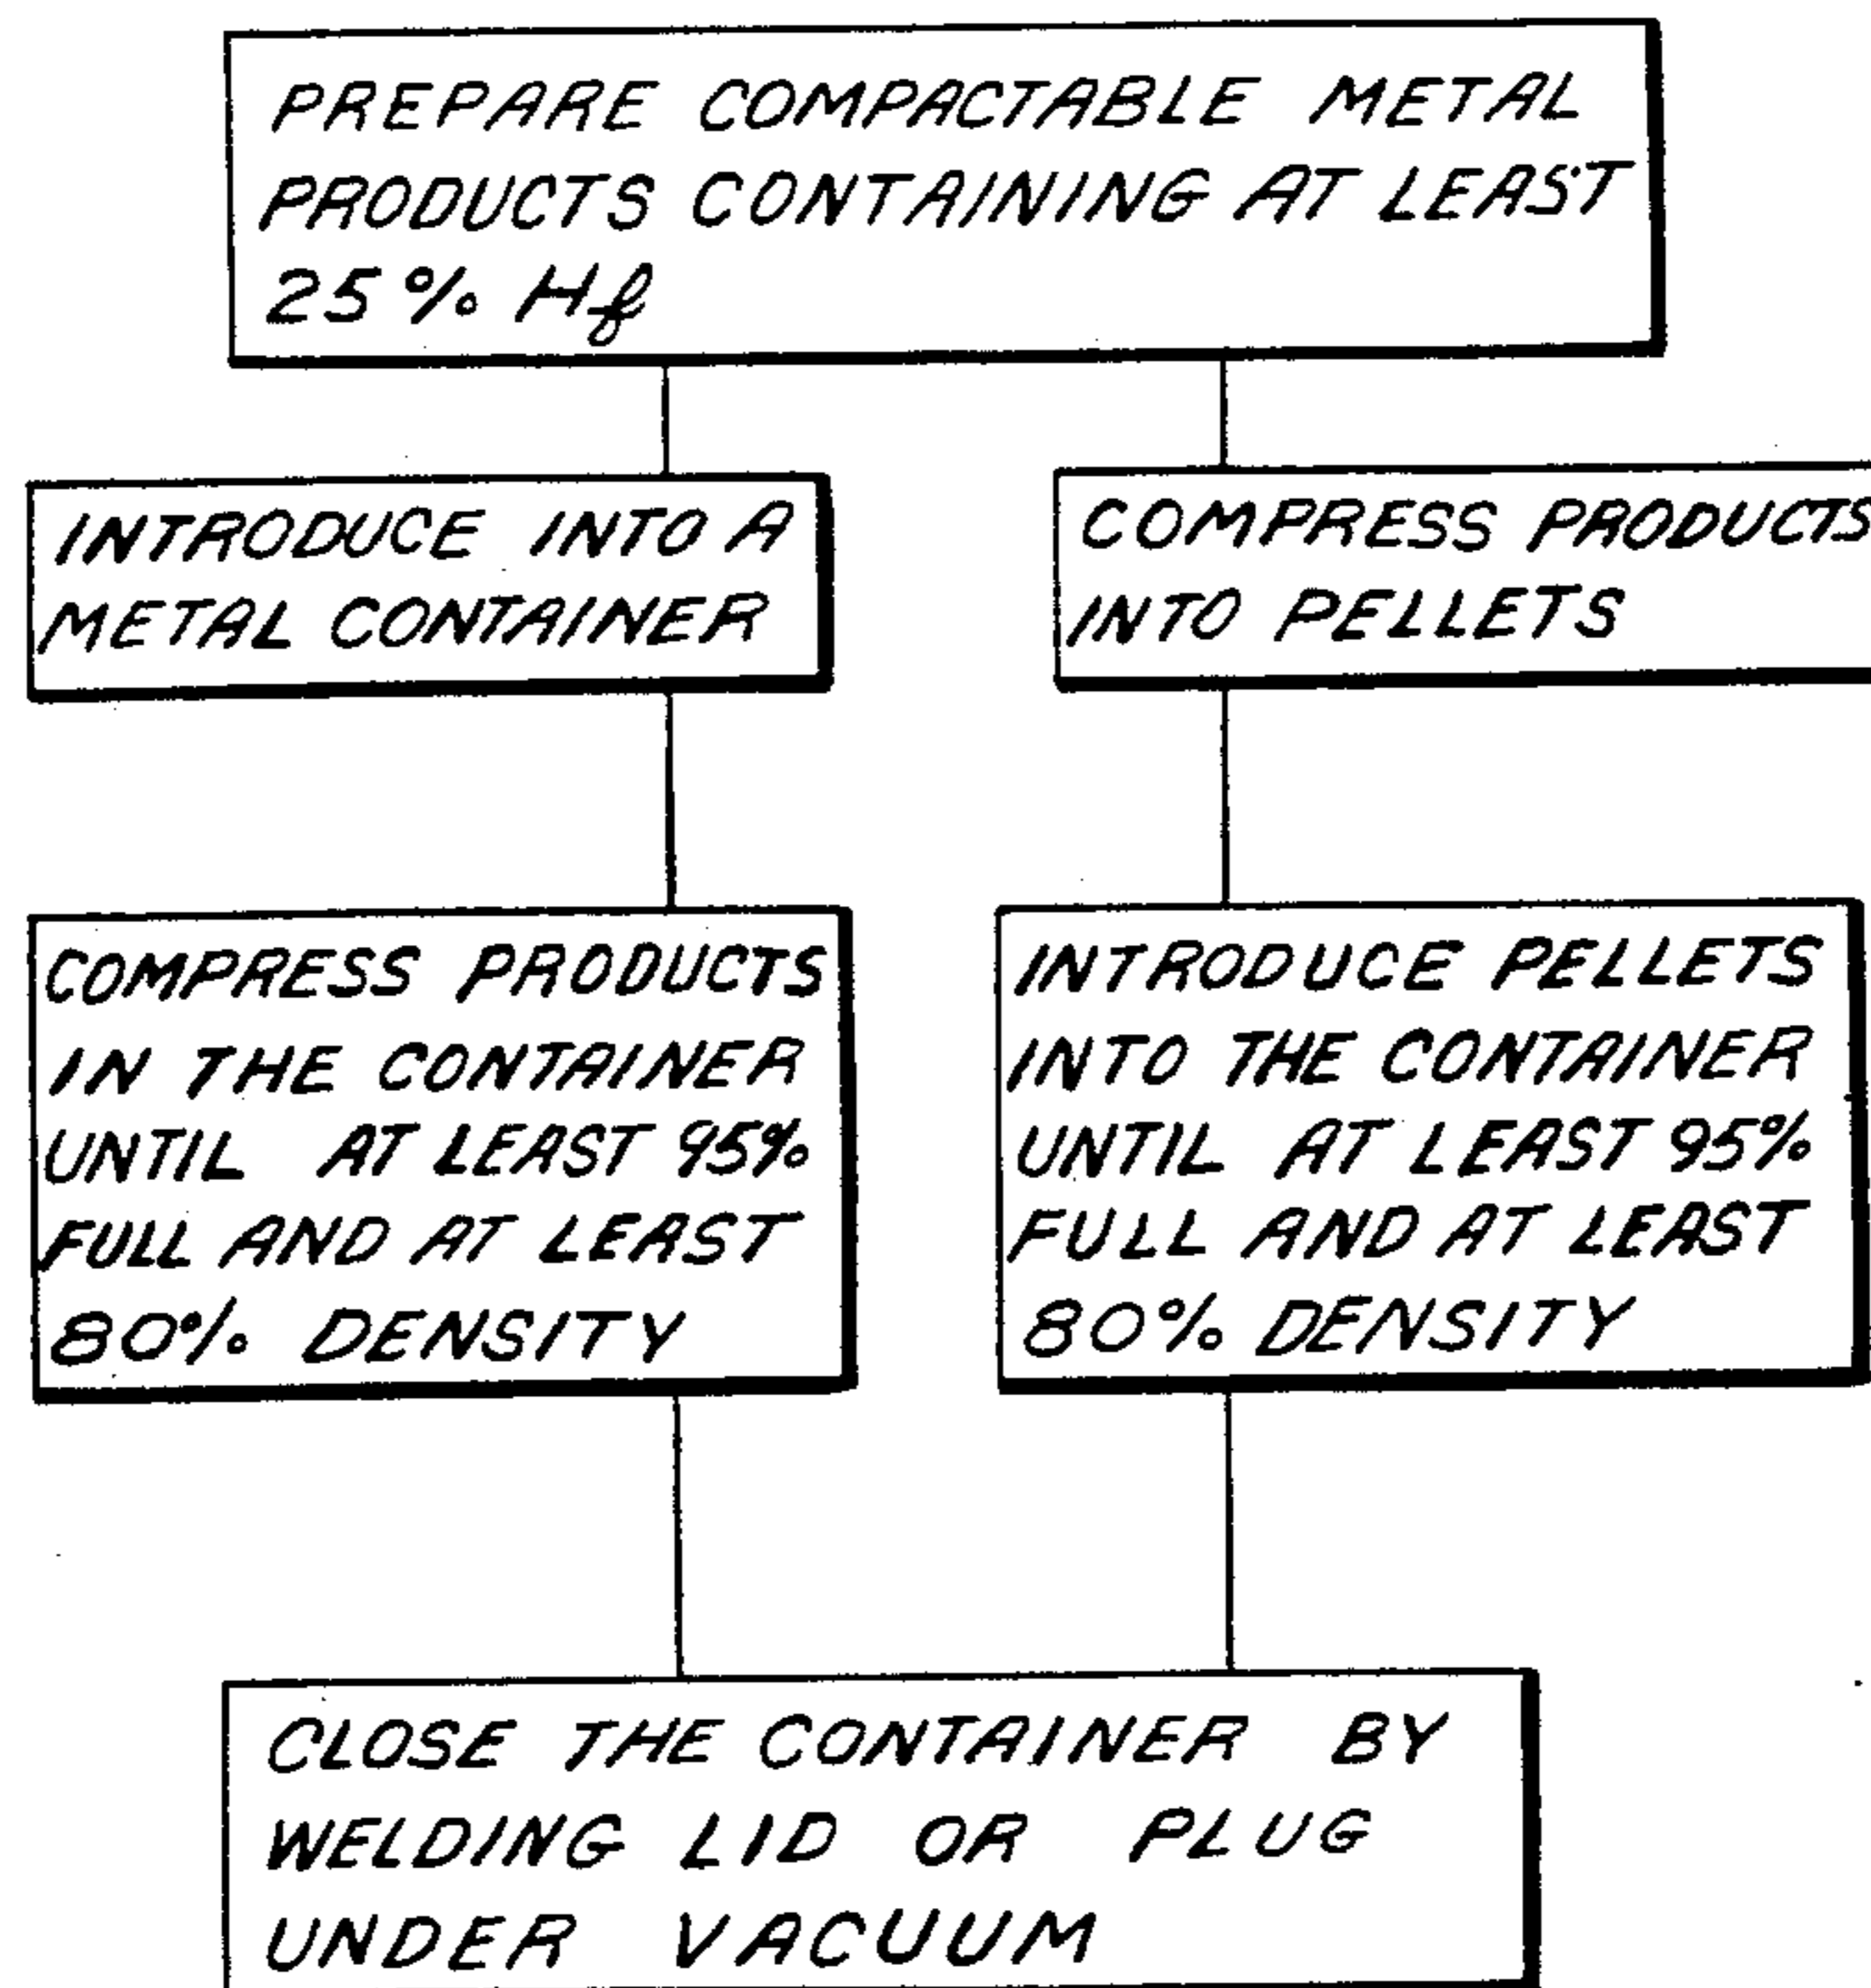 PREPARE COMPACTABLE METAL
PRODUCTS CONTAINING AT LEAST
25% Hf
INTRODUCE INTO A
METAL CONTAINER
COMPRESS PRODUCTS
INTO PELLETS
COMPRESS PRODUCTS
IN THE CONTAINER
UNTIL AT LEAST 95%
FULL AND AT LEAST
80% DENSITY
INTRODUCE PELLETS
INTO THE CONTAINER
UNTIL AT LEAST 95%
FULL AND AT LEAST
80% DENSITY
CLOSE THE CONTAINER BY
WELDING LID OR PLUG
UNDER VACUUM